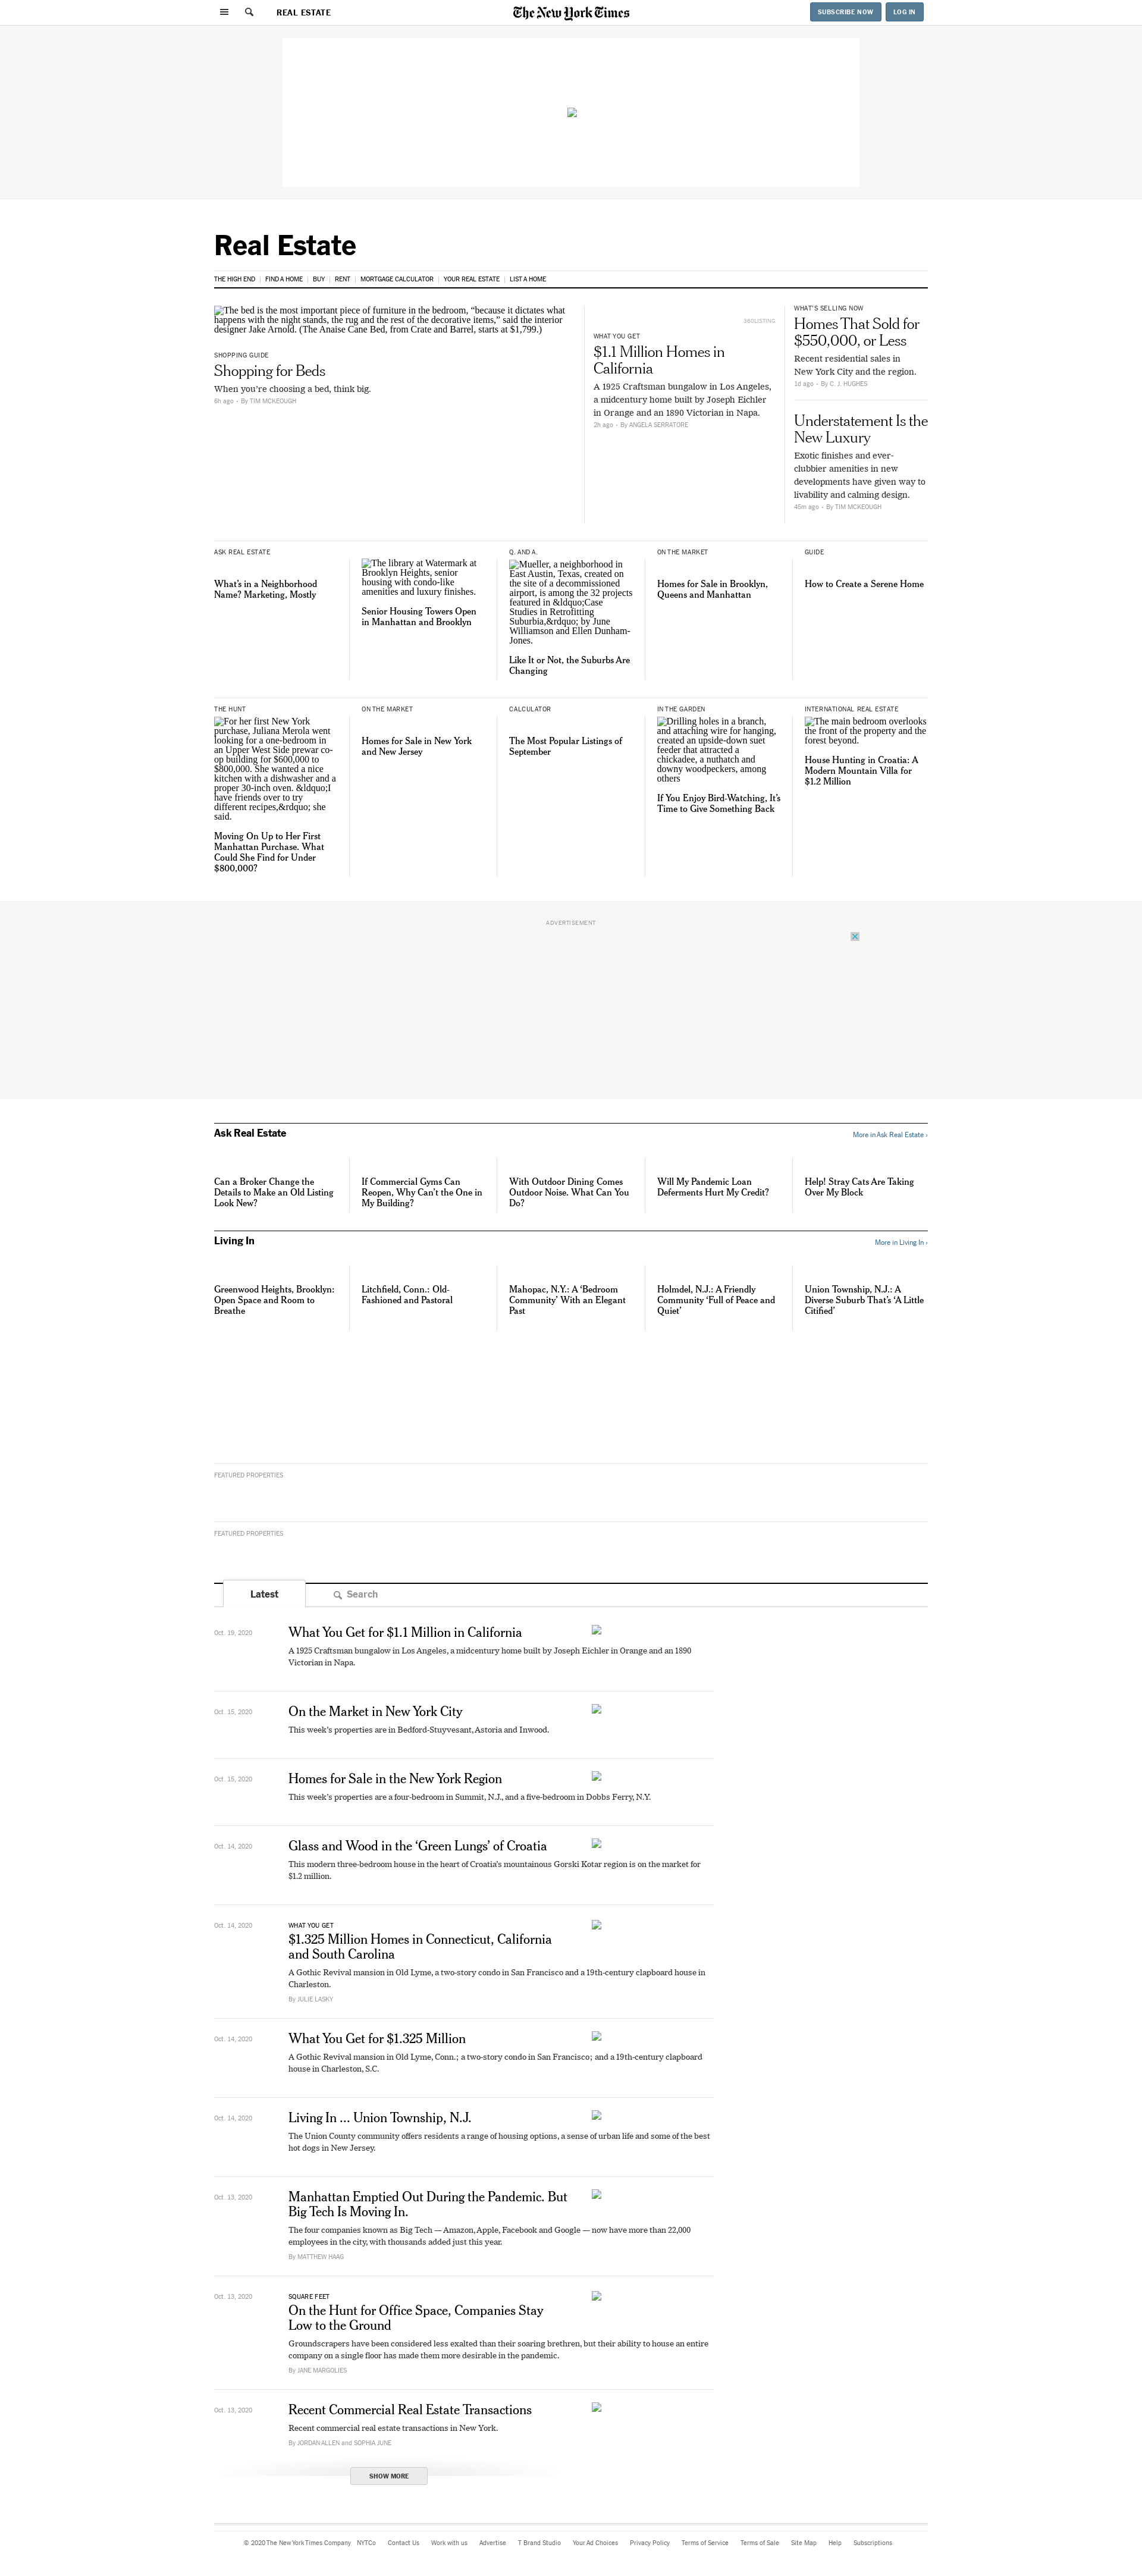 REAL ESTATE
The New York Times
SUBSCRIBE NOW
LOG IN
Real Estate
THE HIGH END | FIND A HOME | BUY | RENT | MORTGAGE CALCULATOR | YOUR REAL ESTATE | LIST A HOME
The bed is the most important piece of furniture in the bedroom, “because it dictates what
happens with the night stands, the rug and the rest of the decorative items,” said the interior
designer Jake Arnold. (The Anaise Cane Bed, from Crate and Barrel, starts at $1,799.)
SHOPPING GUIDE
Shopping for Beds
When you’re choosing a bed, think big.
6h ago - By TIM MCKEOUGH
360LISTING
WHAT YOU GET
$1.1 Million Homes in
California
A 1925 Craftsman bungalow in Los Angeles,
a midcentury home built by Joseph Eichler
in Orange and an 1890 Victorian in Napa.
2h ago - By ANGELA SERRATORE
WHAT’S SELLING NOW
Homes That Sold for
$550,000, or Less
Recent residential sales in
New York City and the region.
1d ago - By C. J. HUGHES
Understatement Is the
New Luxury
Exotic finishes and ever-
clubbier amenities in new
developments have given way to
livability and calming design.
45m ago - By TIM MCKEOUGH
ASK REAL ESTATE
What’s in a Neighborhood
Name? Marketing, Mostly
The library at Watermark at
Brooklyn Heights, senior
housing with condo-like
amenities and luxury finishes.
Senior Housing Towers Open
in Manhattan and Brooklyn
Q. AND A.
Mueller, a neighborhood in
East Austin, Texas, created on
the site of a decommissioned
airport, is among the 32 projects
featured in &ldquo;Case
Studies in Retrofitting
Suburbia,&rdquo; by June
Williamson and Ellen Dunham-
Jones.
Like It or Not, the Suburbs Are
Changing
ON THE MARKET
Homes for Sale in Brooklyn,
Queens and Manhattan
GUIDE
How to Create a Serene Home
THE HUNT
For her first New York
purchase, Juliana Merola went
looking for a one-bedroom in
an Upper West Side prewar co-
op building for $600,000 to
$800,000. She wanted a nice
kitchen with a dishwasher and a
proper 30-inch oven. &ldquo;I
have friends over to try
different recipes,&rdquo; she
said.
Moving On Up to Her First
Manhattan Purchase. What
Could She Find for Under
$800,000?
ON THE MARKET
Homes for Sale in New York
and New Jersey
CALCULATOR
The Most Popular Listings of
September
IN THE GARDEN
Drilling holes in a branch,
and attaching wire for hanging,
created an upside-down suet
feeder that attracted a
chickadee, a nuthatch and
downy woodpeckers, among
others
If You Enjoy Bird-Watching, It’s
Time to Give Something Back
INTERNATIONAL REAL ESTATE
The main bedroom overlooks
the front of the property and the
forest beyond.
House Hunting in Croatia: A
Modern Mountain Villa for
$1.2 Million
ADVERTISEMENT
Ask Real Estate
More in Ask Real Estate ›
Can a Broker Change the
Details to Make an Old Listing
Look New?
If Commercial Gyms Can
Reopen, Why Can’t the One in
My Building?
With Outdoor Dining Comes
Outdoor Noise. What Can You
Do?
Will My Pandemic Loan
Deferments Hurt My Credit?
Help! Stray Cats Are Taking
Over My Block
Living In
More in Living In ›
Greenwood Heights, Brooklyn:
Open Space and Room to
Breathe
Litchfield, Conn.: Old-
Fashioned and Pastoral
Mahopac, N.Y.: A ‘Bedroom
Community’ With an Elegant
Past
Holmdel, N.J.: A Friendly
Community ‘Full of Peace and
Quiet’
Union Township, N.J.: A
Diverse Suburb That’s ‘A Little
Citified’
FEATURED PROPERTIES
FEATURED PROPERTIES
Latest
Search
Oct. 19, 2020
What You Get for $1.1 Million in California
A 1925 Craftsman bungalow in Los Angeles, a midcentury home built by Joseph Eichler in Orange and an 1890
Victorian in Napa.
Oct. 15, 2020
On the Market in New York City
This week’s properties are in Bedford-Stuyvesant, Astoria and Inwood.
Oct. 15, 2020
Homes for Sale in the New York Region
This week’s properties are a four-bedroom in Summit, N.J., and a five-bedroom in Dobbs Ferry, N.Y.
Oct. 14, 2020
Glass and Wood in the ‘Green Lungs’ of Croatia
This modern three-bedroom house in the heart of Croatia’s mountainous Gorski Kotar region is on the market for
$1.2 million.
Oct. 14, 2020
WHAT YOU GET
$1.325 Million Homes in Connecticut, California
and South Carolina
A Gothic Revival mansion in Old Lyme, a two-story condo in San Francisco and a 19th-century clapboard house in
Charleston.
By JULIE LASKY
Oct. 14, 2020
What You Get for $1.325 Million
A Gothic Revival mansion in Old Lyme, Conn.; a two-story condo in San Francisco; and a 19th-century clapboard
house in Charleston, S.C.
Oct. 14, 2020
Living In ... Union Township, N.J.
The Union County community offers residents a range of housing options, a sense of urban life and some of the best
hot dogs in New Jersey.
Oct. 13, 2020
Manhattan Emptied Out During the Pandemic. But
Big Tech Is Moving In.
The four companies known as Big Tech — Amazon, Apple, Facebook and Google — now have more than 22,000
employees in the city, with thousands added just this year.
By MATTHEW HAAG
Oct. 13, 2020
SQUARE FEET
On the Hunt for Office Space, Companies Stay
Low to the Ground
Groundscrapers have been considered less exalted than their soaring brethren, but their ability to house an entire
company on a single floor has made them more desirable in the pandemic.
By JANE MARGOLIES
Oct. 13, 2020
Recent Commercial Real Estate Transactions
Recent commercial real estate transactions in New York.
By JORDAN ALLEN and SOPHIA JUNE
SHOW MORE
© 2020 The New York Times Company NYTCo Contact Us Work with us Advertise T Brand Studio Your Ad Choices Privacy Policy Terms of Service Terms of Sale Site Map Help Subscriptions